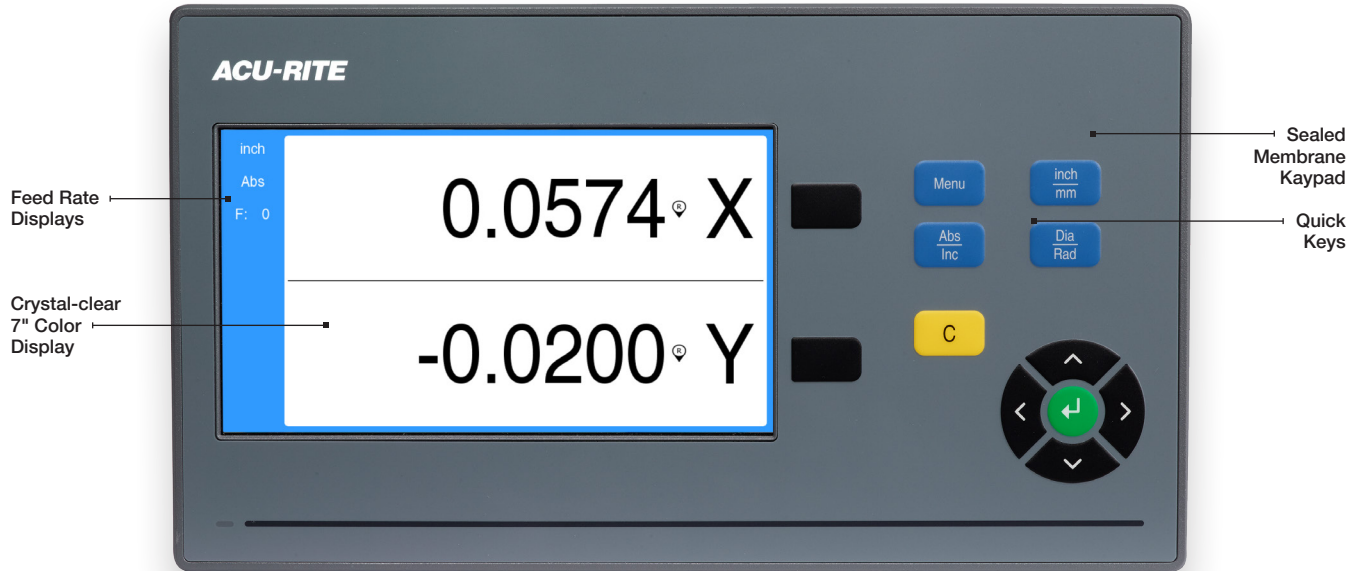 ACU-RITE
inch
Abs
F: 0
0.0574 ® X
-0.0200 ® Y
Menu
inch
mm
Abs
Inc
Dia
Rad
C
Feed Rate
Displays
Crystal-clear
7" Color
Display
Sealed
Membrane
Kaypad
Quick
Keys